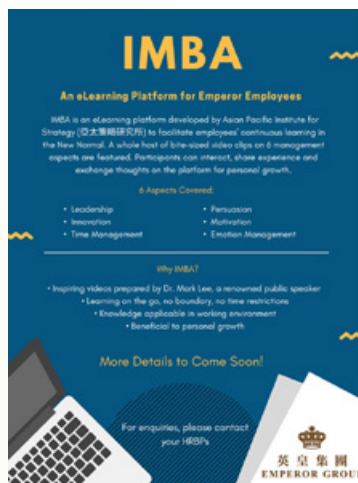 IMBA
An eLearning Platform for Emperor Employees
IMBA is an eLearning platform developed by Asian Pacific Institute for
Strategy (亞太策略研究所) to facilitate employees' continuous learning in
the New Normal. A whole host of bite-sized video clips on 6 management
aspects are featured. Participants can interact, share experience and
exchange thoughts on the platform for personal growth.
6 Aspects Covered:
• Leadership
• Innovation
• Time Management
• Persuasion
• Motivation
• Emotion Management
Why IMBA?
• Inspiring videos prepared by Dr. Mark Lee, a renowned public speaker
• Learning on the go, no boundary, no time restrictions
• Knowledge applicable in working environment
• Beneficial to personal growth
More Details to Come Soon!
For enquiries, please contact
your HRBPs
英皇集團
EMPEROR GROUP